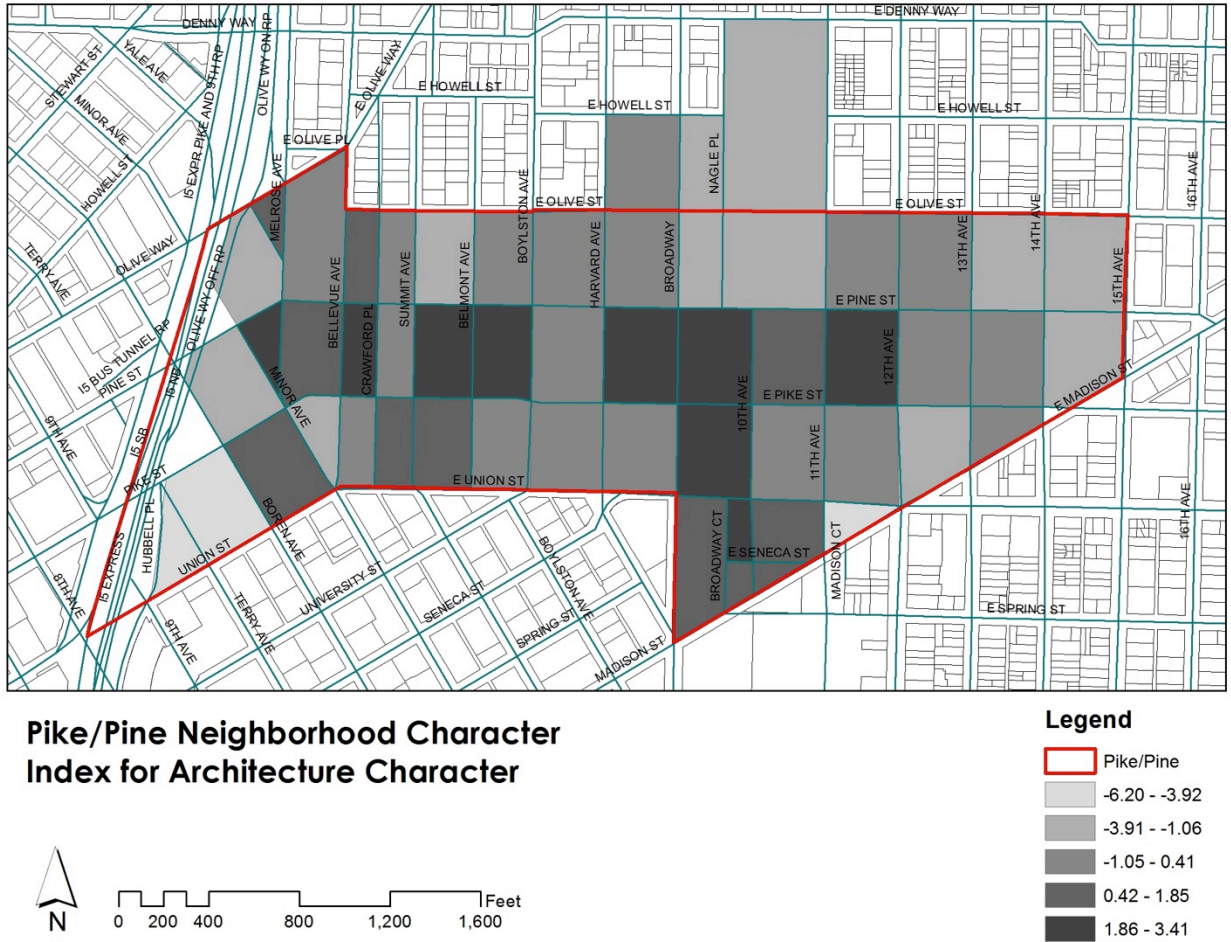 E DENNY WAY
DENNY WAY
STEWART ST
YALE AVE
MINOR AVE
HOWELL ST
I5 EXPR PIKE AND 9TH RP
OLIVE WY ON RP
E OLIVE WAY
E HOWELL ST
E HOWELL ST
E HOWELL ST
E OLIVE PL
NAGLE PL
16TH AVE
MELROSE AVE
BOYLSTON AVE
E OLIVE ST
E OLIVE ST
13TH AVE
14TH AVE
15TH AVE
TERRY AVE
OLIVE WAY
OLIVE WY OFF RP
BELLEVUE AVE
SUMMIT AVE
BELMONT AVE
HARVARD AVE
BROADWAY
E PINE ST
I5 BUS TUNNEL RP
PINE ST
I5 NB
CRAWFORD PL
MINOR AVE
10TH AVE
E PIKE ST
12TH AVE
E MADISON ST
9TH AVE
I5 SB
PIKE ST
11TH AVE
E UNION ST
HUBBELL PL
BOREN AVE
16TH AVE
I5 EXPRESS
UNION ST
BROADWAY CT
E SENECA ST
MADISON CT
8TH AVE
9TH AVE
TERRY AVE
UNIVERSITY ST
SENECA ST
BOYLSTON AVE
SPRING ST
MADISON ST
E SPRING ST
Pike/Pine Neighborhood Character
Index for Architecture Character
N
0 200 400 800 1,200 1,600
Feet
Legend
Pike/Pine
-6.20 - -3.92
-3.91 - -1.06
-1.05 - 0.41
0.42 - 1.85
1.86 - 3.41